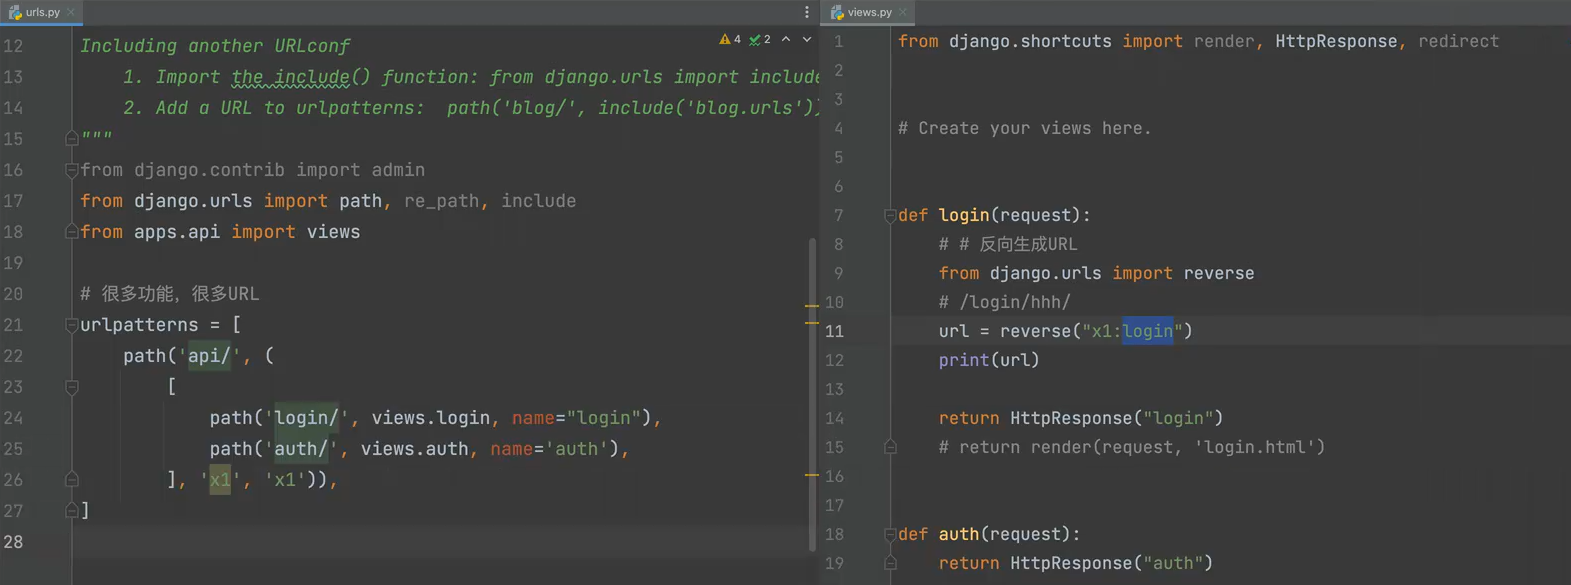 urls.py
4 2
12 Including another URLconf
13 1. Import the include() function: from django.urls import include
14 2. Add a URL to urlpatterns:  path('blog/', include('blog.urls'))
15 """
16 from django.contrib import admin
17 from django.urls import path, re_path, include
18 from apps.api import views
19
20 # 很多功能，很多URL
21 urlpatterns = [
22 path('api/', (
23 [
24 path('login/', views.login, name="login"),
25 path('auth/', views.auth, name='auth'),
26 ], 'x1', 'x1')),
27 ]
28
views.py
1 from django.shortcuts import render, HttpResponse, redirect
2
3
4 # Create your views here.
5
6
7 def login(request):
8 # # 反向生成URL
9 from django.urls import reverse
10 # /login/hhh/
11 url = reverse("x1:login")
12 print(url)
13
14 return HttpResponse("login")
15 # return render(request, 'login.html')
16
17
18 def auth(request):
19 return HttpResponse("auth")